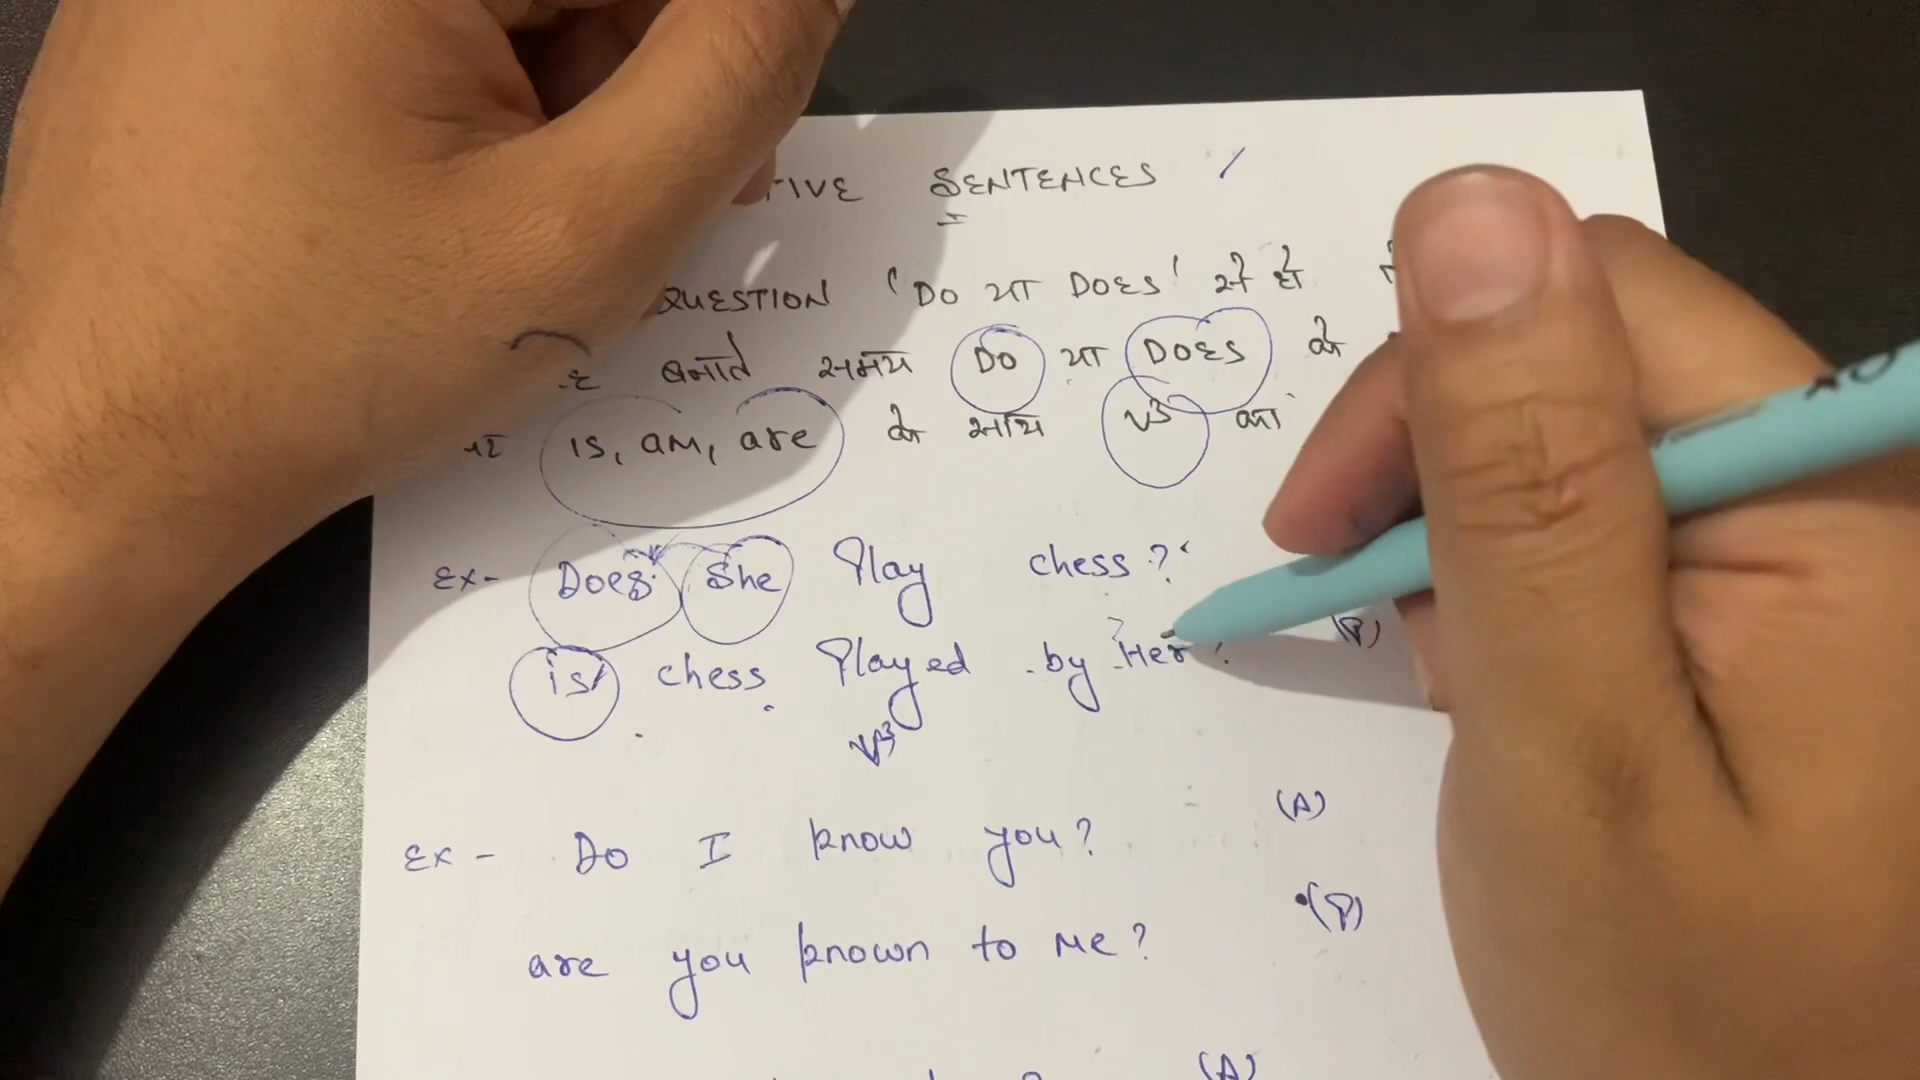 TIVE SENTENCES
QUESTION 'DO या DOES' से हो
बनाते समय DO या DOES के
पर is, am, are के साथ V3 का
Ex- Does She Play chess?
is chess Played by Her? (P)
V3
Ex - Do I know you? (A)
are you known to Me? (P)
(A)